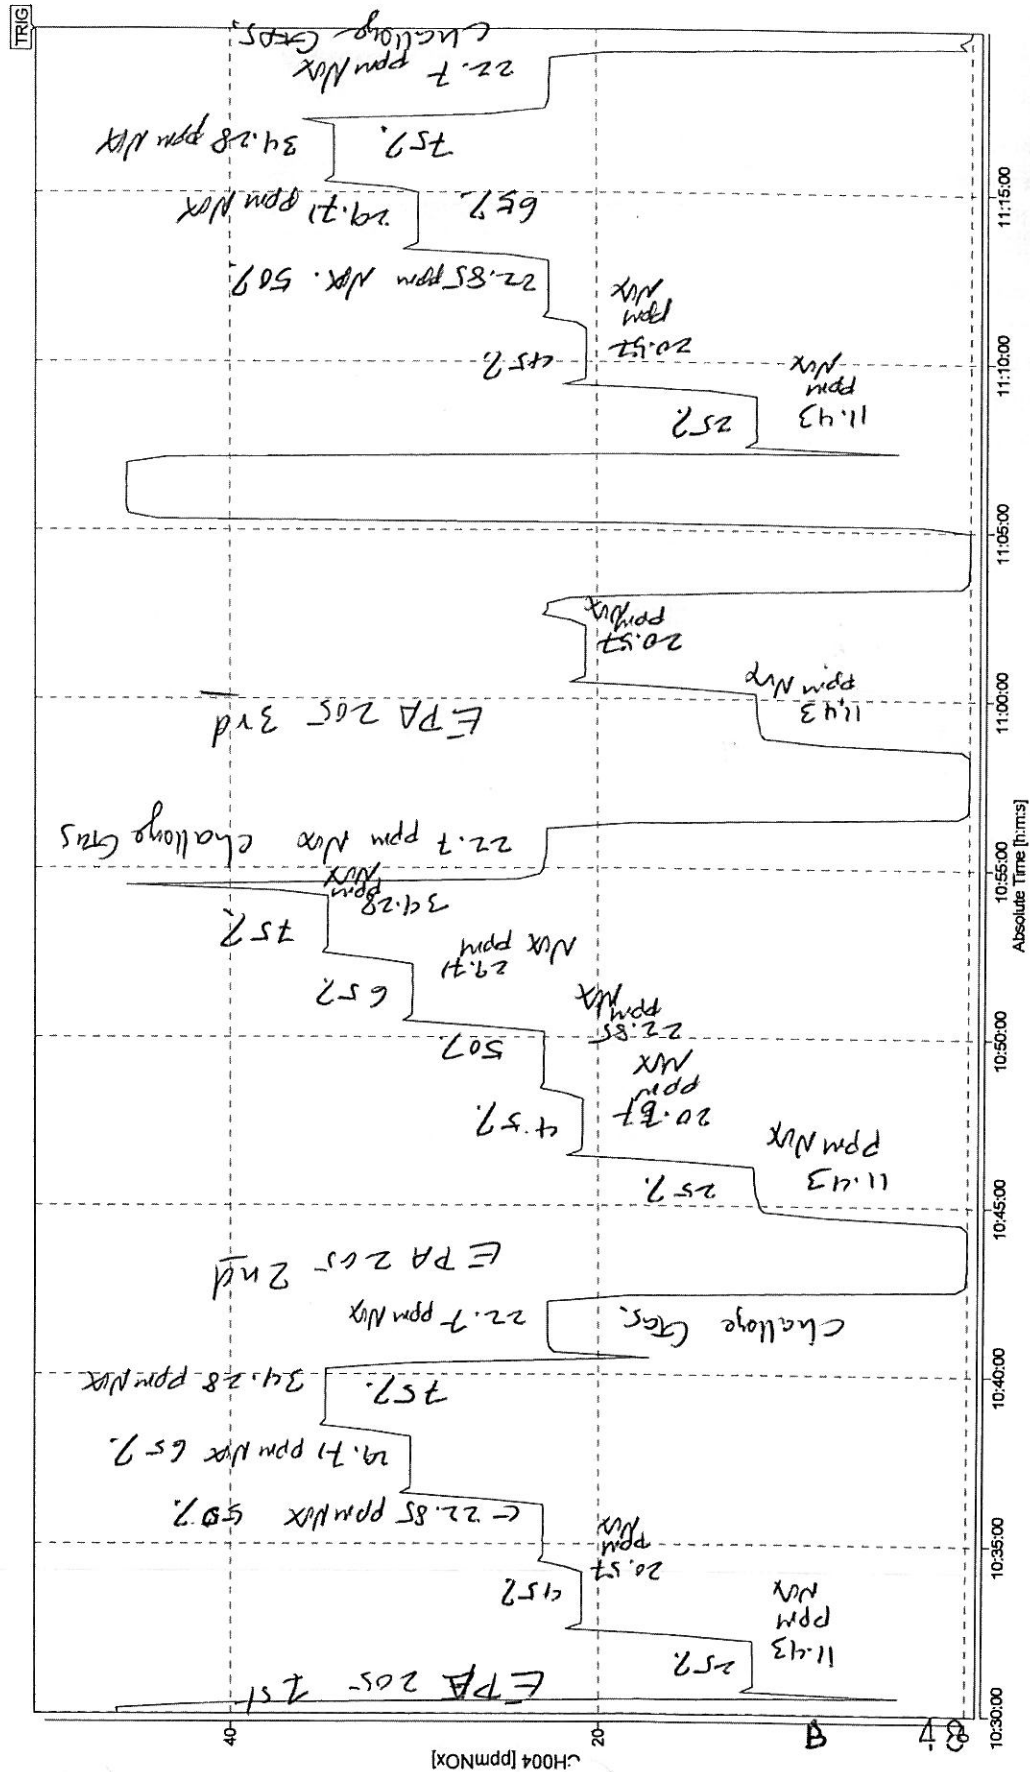 TRIG
CH004 [ppmNOx]
40
20
Absolute Time [h:m:s]
10:30:00
10:35:00
10:40:00
10:45:00
10:50:00
10:55:00
11:00:00
11:05:00
11:10:00
11:15:00
EPA 205 1st
25%
11.43
ppm
NOx
45%
20.57
ppm
NOx
22.85 ppm NOx 50%
29.71 ppm NOx 65%
34.28 ppm NOx
75%
22.7 ppm NOx
Challenge Gas.
EPA 205 2nd
25%
11.43
ppm NOx
45%
ppm
NOx
50%
22.85
ppm
NOx
65%
29.71
ppm
NOx
75%
34.28
ppm
NOx
22.7 ppm NOx Challenge Gas
EPA 205 3rd
11.43
ppm NOx
20.57
ppm
NOx
25%
11.43
ppm
NOx
45%
20.57
ppm
NOx
22.85 ppm NOx. 50%
65%
29.71 ppm NOx
75%
34.28 ppm NOx
22.7 ppm NOx
Challenge Gas.